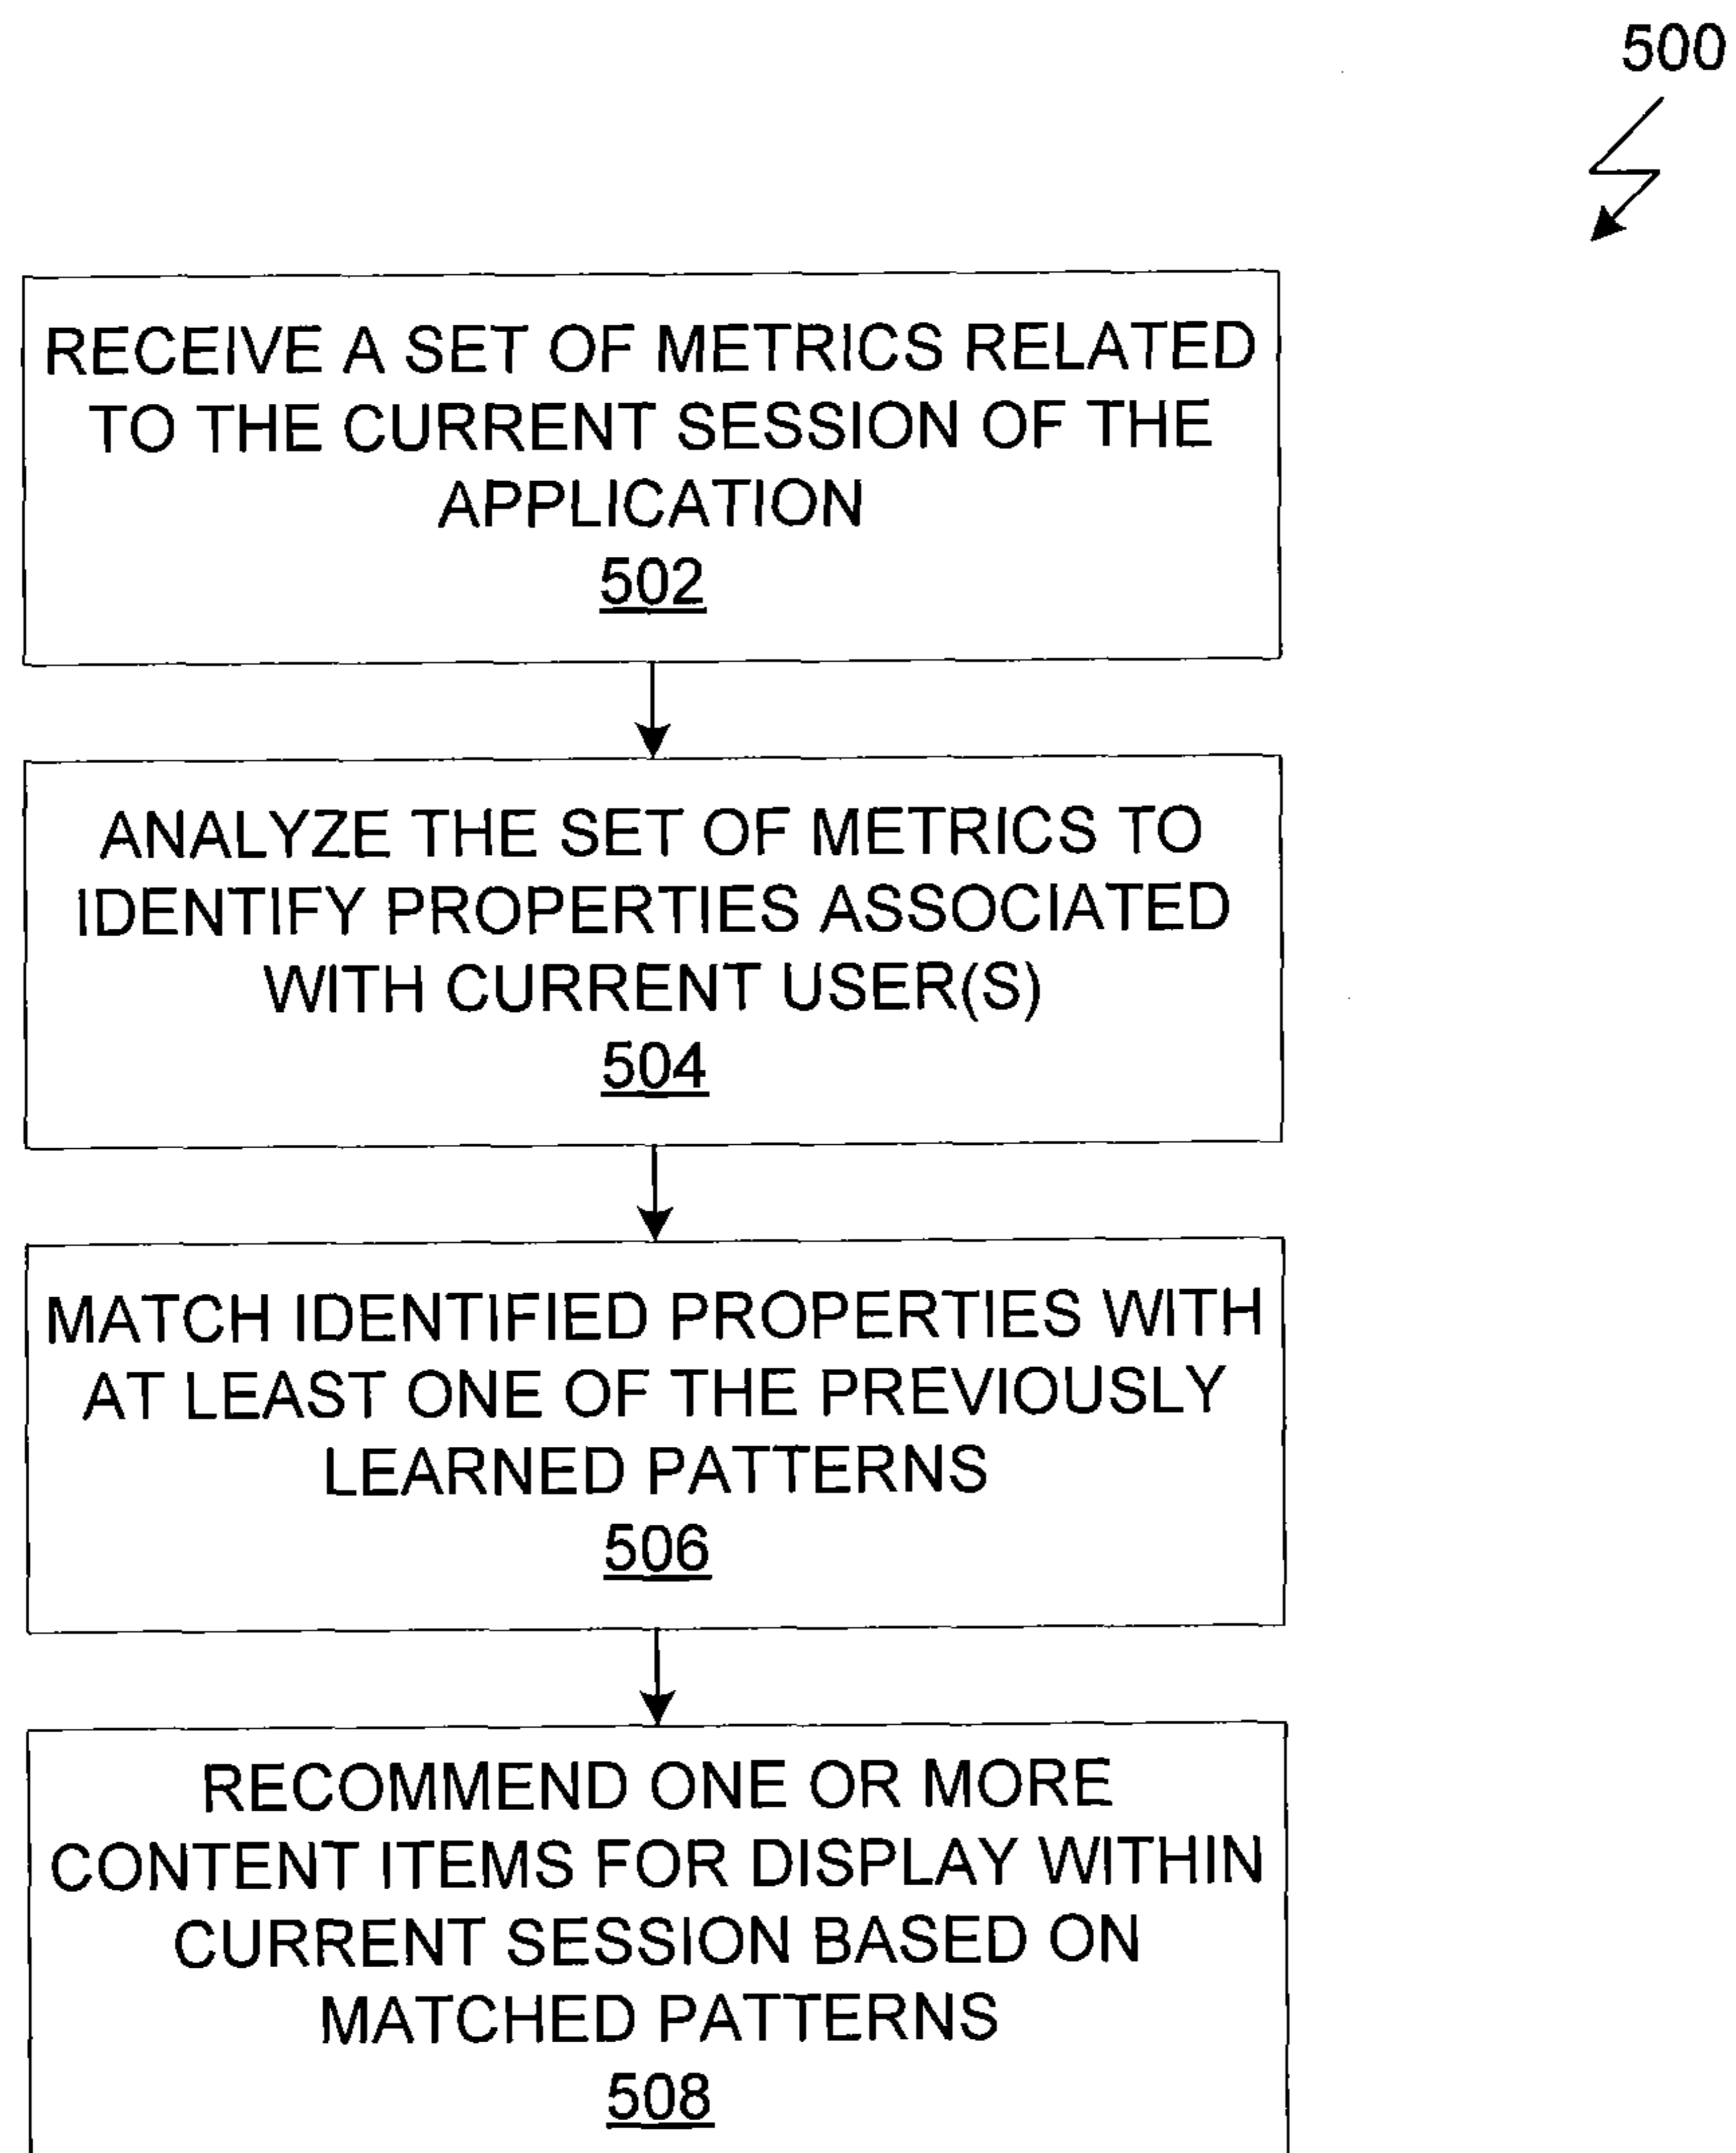 500
RECEIVE A SET OF METRICS RELATED
TO THE CURRENT SESSION OF THE
APPLICATION
502
ANALYZE THE SET OF METRICS TO
IDENTIFY PROPERTIES ASSOCIATED
WITH CURRENT USER(S)
504
MATCH IDENTIFIED PROPERTIES WITH
AT LEAST ONE OF THE PREVIOUSLY
LEARNED PATTERNS
506
RECOMMEND ONE OR MORE
CONTENT ITEMS FOR DISPLAY WITHIN
CURRENT SESSION BASED ON
MATCHED PATTERNS
508